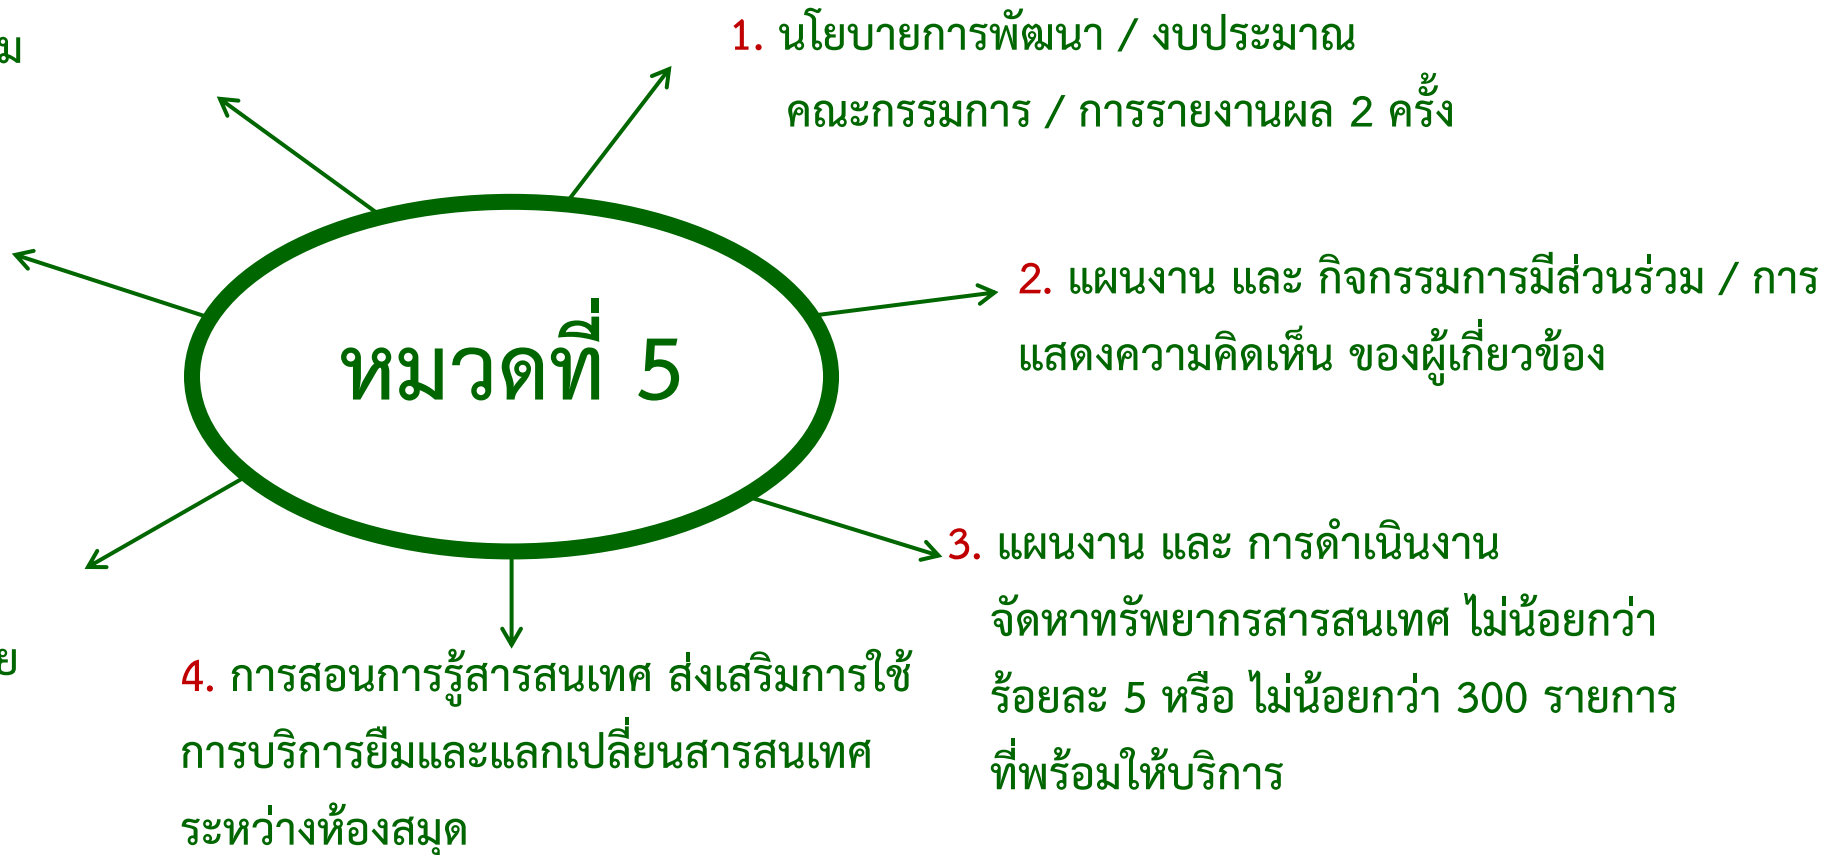 1. นโยบายการพัฒนา / งบประมาณ
คณะกรรมการ / การรายงานผล 2 ครั้ง
2. แผนงาน และ กิจกรรมการมีส่วนร่วม / การ
แสดงความคิดเห็น ของผู้เกี่ยวข้อง
หมวดที่ 5
3. แผนงาน และ การดำเนินงาน
จัดหาทรัพยากรสารสนเทศ ไม่น้อยกว่า
ร้อยละ 5 หรือ ไม่น้อยกว่า 300 รายการ
ที่พร้อมให้บริการ
4. การสอนการรู้สารสนเทศ ส่งเสริมการใช้
การบริการยืมและแลกเปลี่ยนสารสนเทศ
ระหว่างห้องสมุด